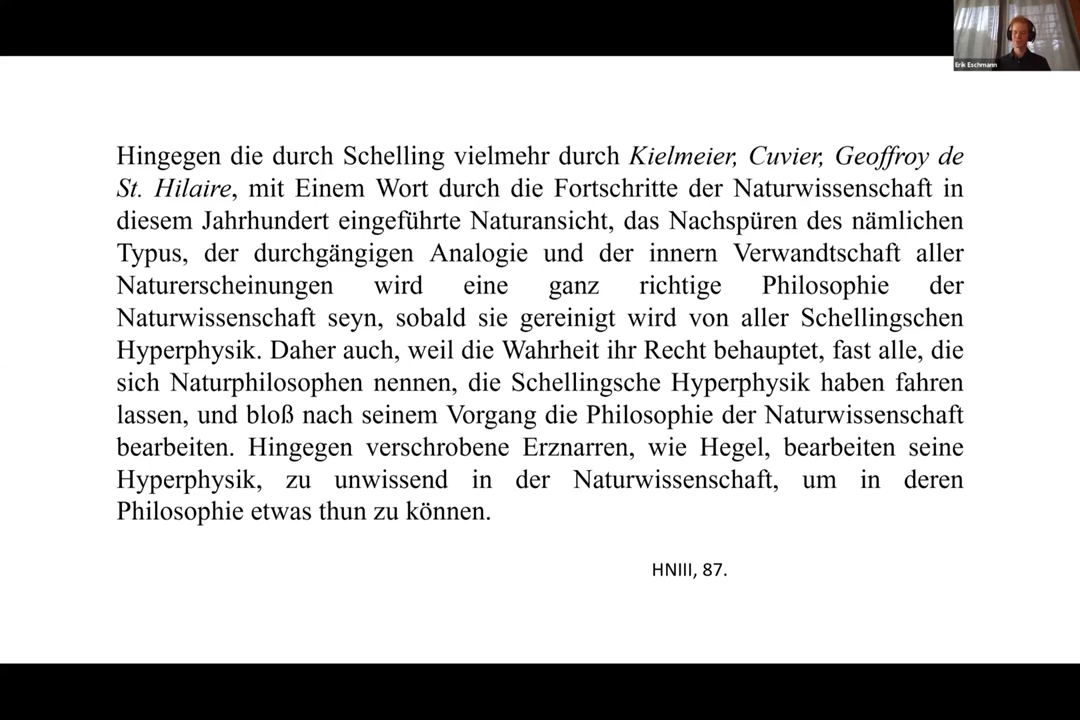 Erik Eschmann
Hingegen die durch Schelling vielmehr durch Kielmeier, Cuvier, Geoffroy de
St. Hilaire, mit Einem Wort durch die Fortschritte der Naturwissenschaft in
diesem Jahrhundert eingeführte Naturansicht, das Nachspüren des nämlichen
Typus, der durchgängigen Analogie und der innern Verwandtschaft aller
Naturerscheinungen wird eine ganz richtige Philosophie der
Naturwissenschaft seyn, sobald sie gereinigt wird von aller Schellingschen
Hyperphysik. Daher auch, weil die Wahrheit ihr Recht behauptet, fast alle, die
sich Naturphilosophen nennen, die Schellingsche Hyperphysik haben fahren
lassen, und bloß nach seinem Vorgang die Philosophie der Naturwissenschaft
bearbeiten. Hingegen verschrobene Erznarren, wie Hegel, bearbeiten seine
Hyperphysik, zu unwissend in der Naturwissenschaft, um in deren
Philosophie etwas thun zu können.
HNIII, 87.